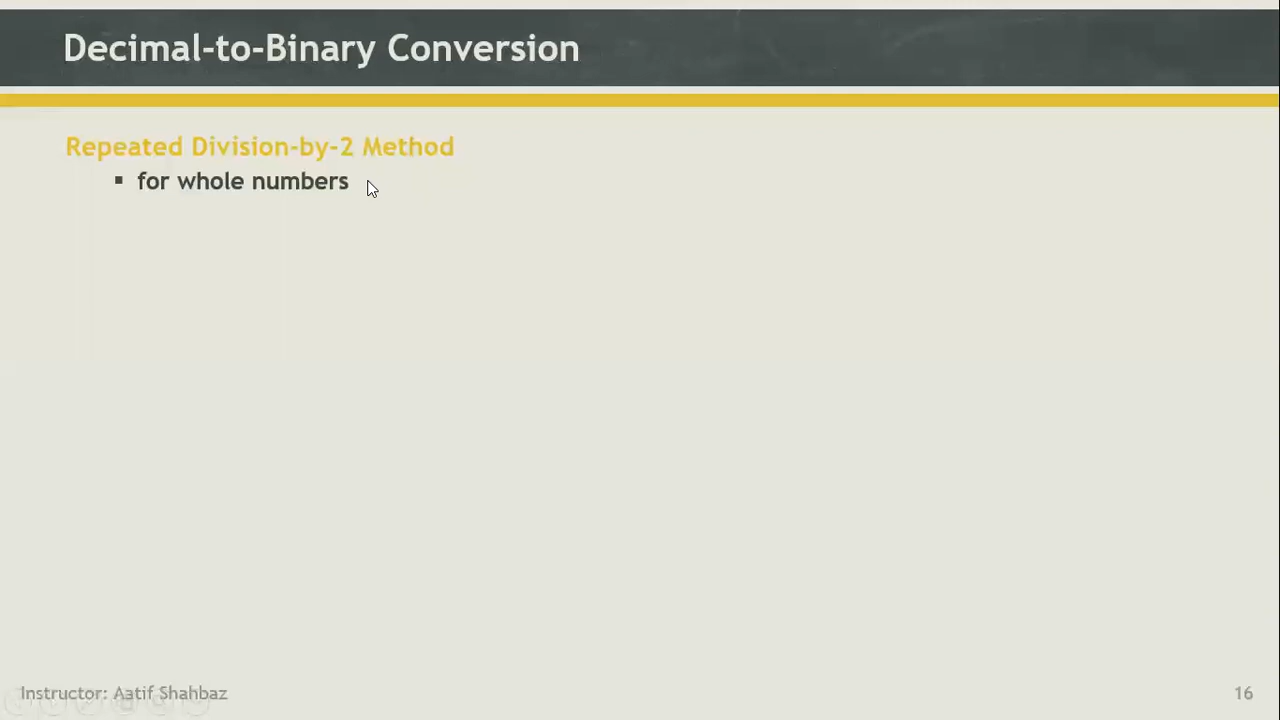 Decimal-to-Binary Conversion
Repeated Division-by-2 Method
▪ for whole numbers
Instructor: Aatif Shahbaz
16